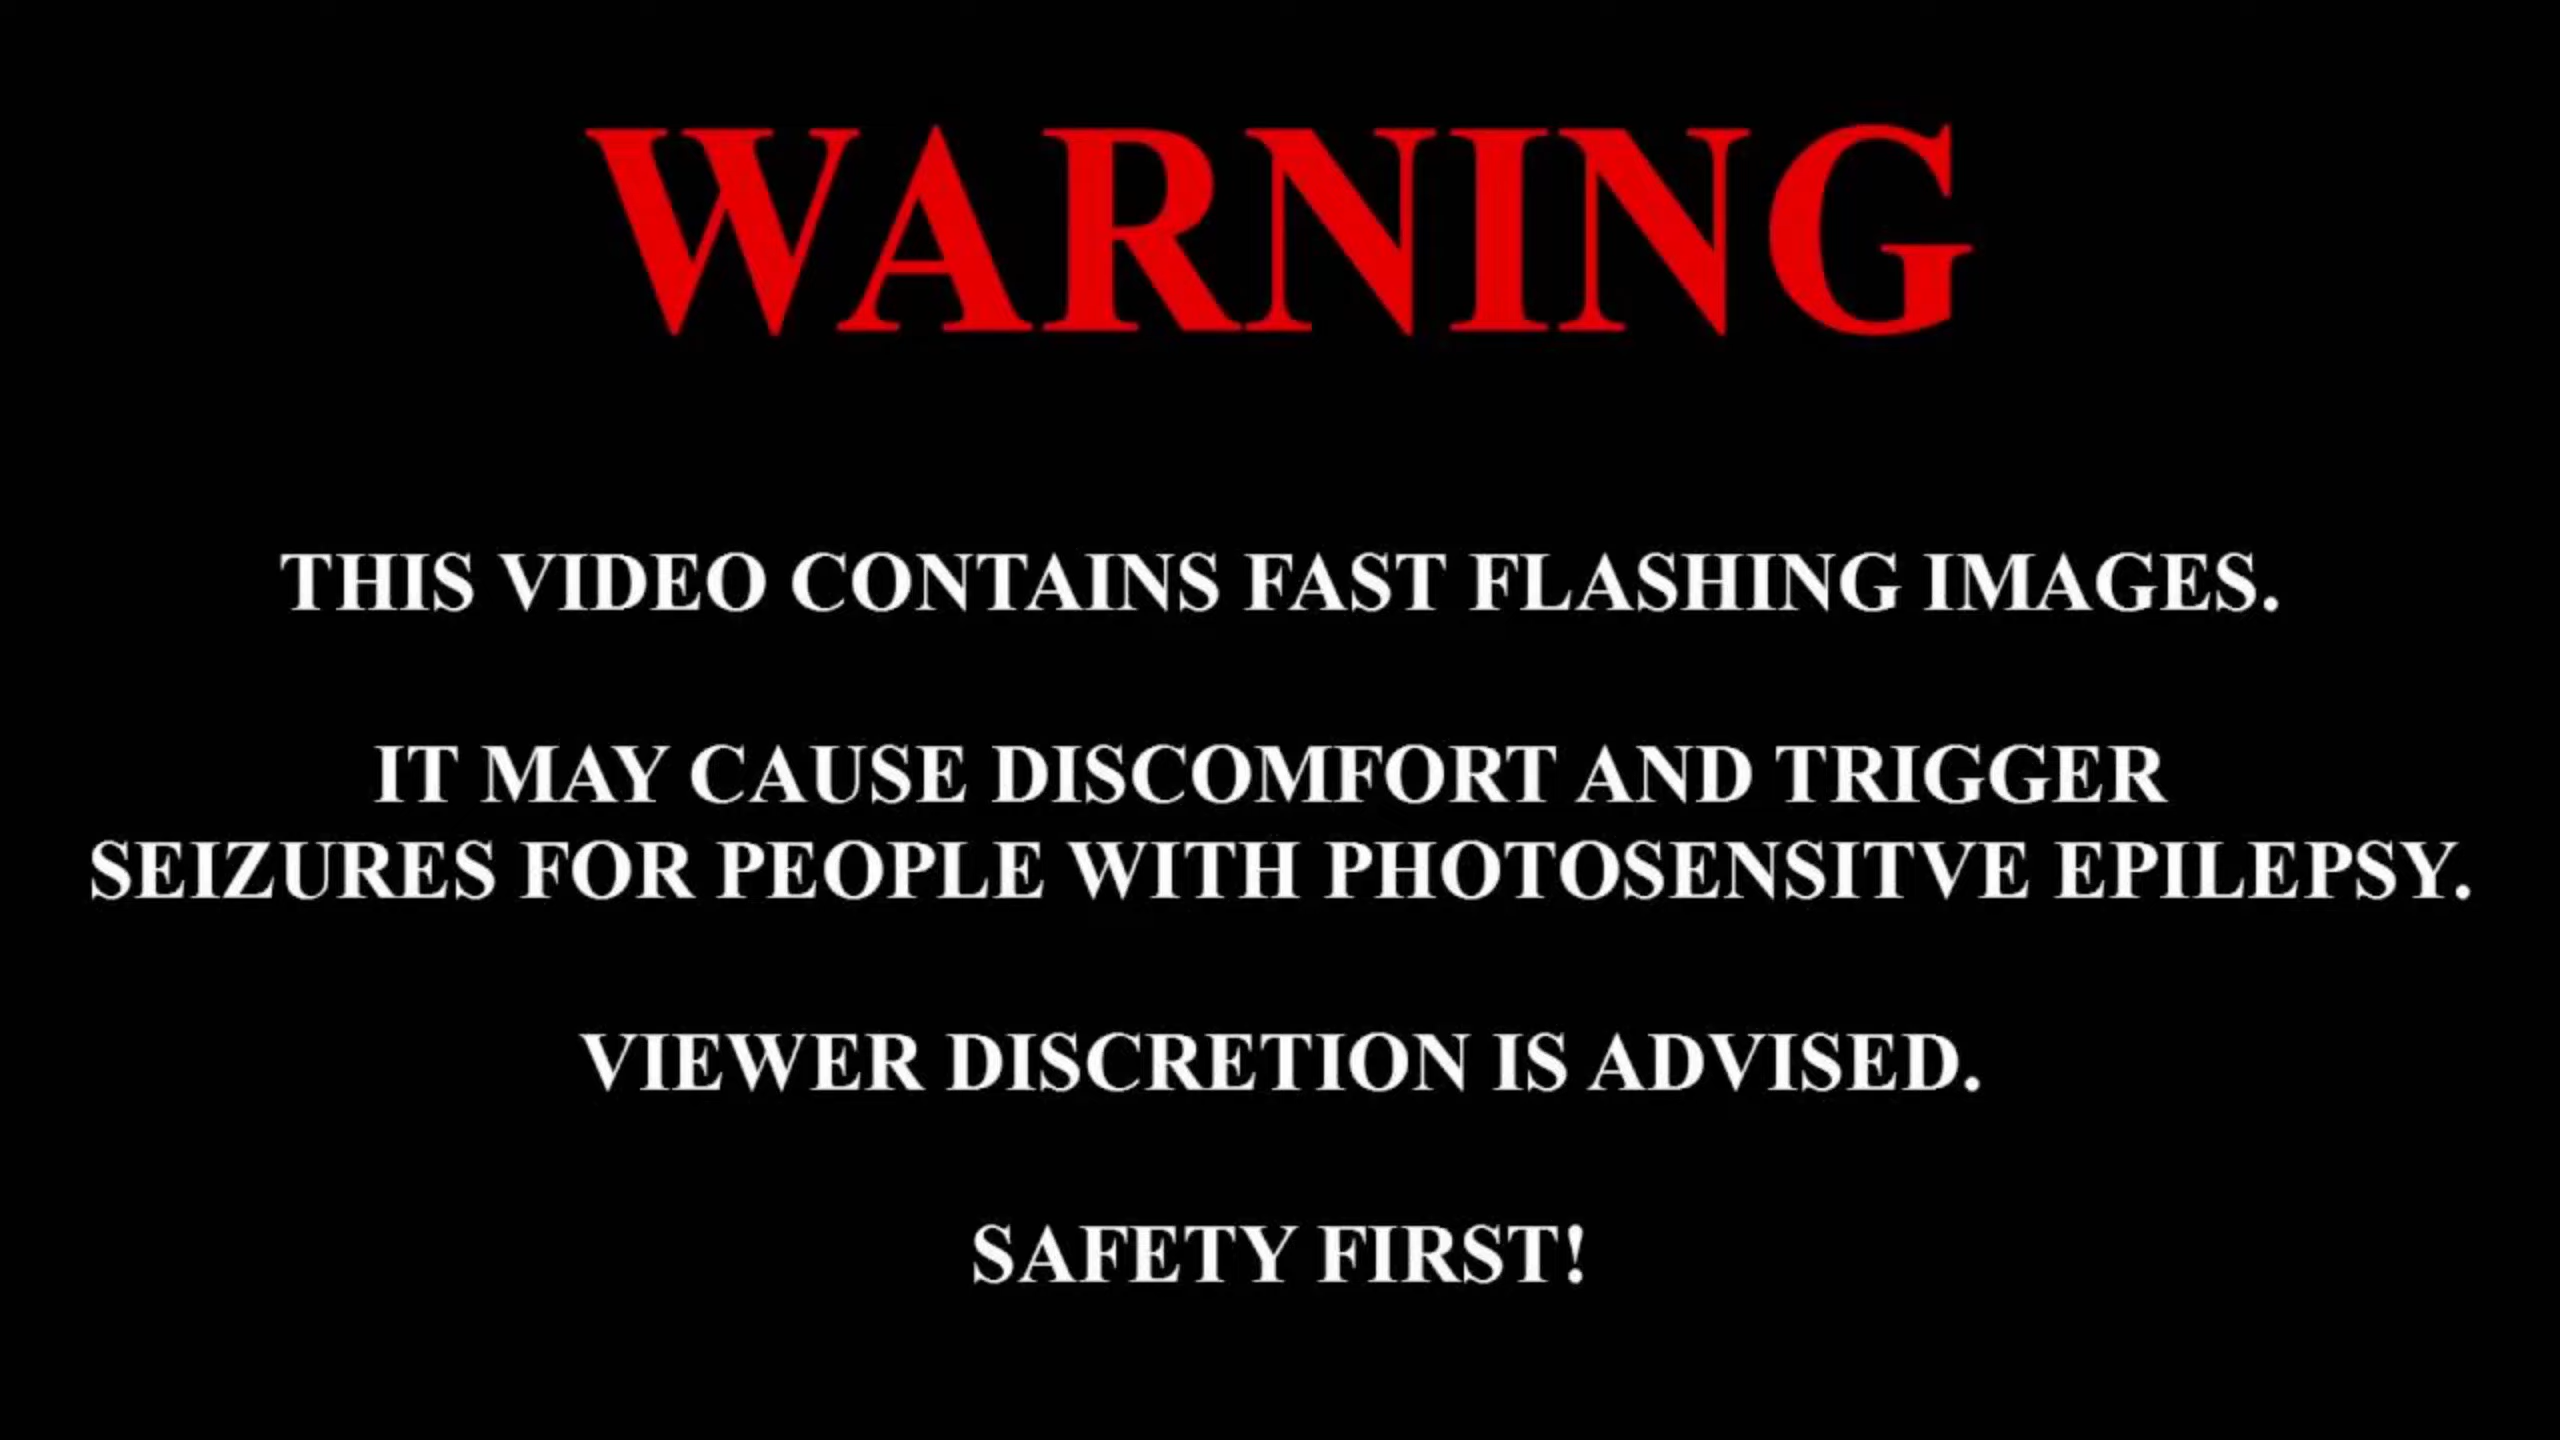 WARNING
THIS VIDEO CONTAINS FAST FLASHING IMAGES.
IT MAY CAUSE DISCOMFORT AND TRIGGER
SEIZURES FOR PEOPLE WITH PHOTOSENSITVE EPILEPSY.
VIEWER DISCRETION IS ADVISED.
SAFETY FIRST!